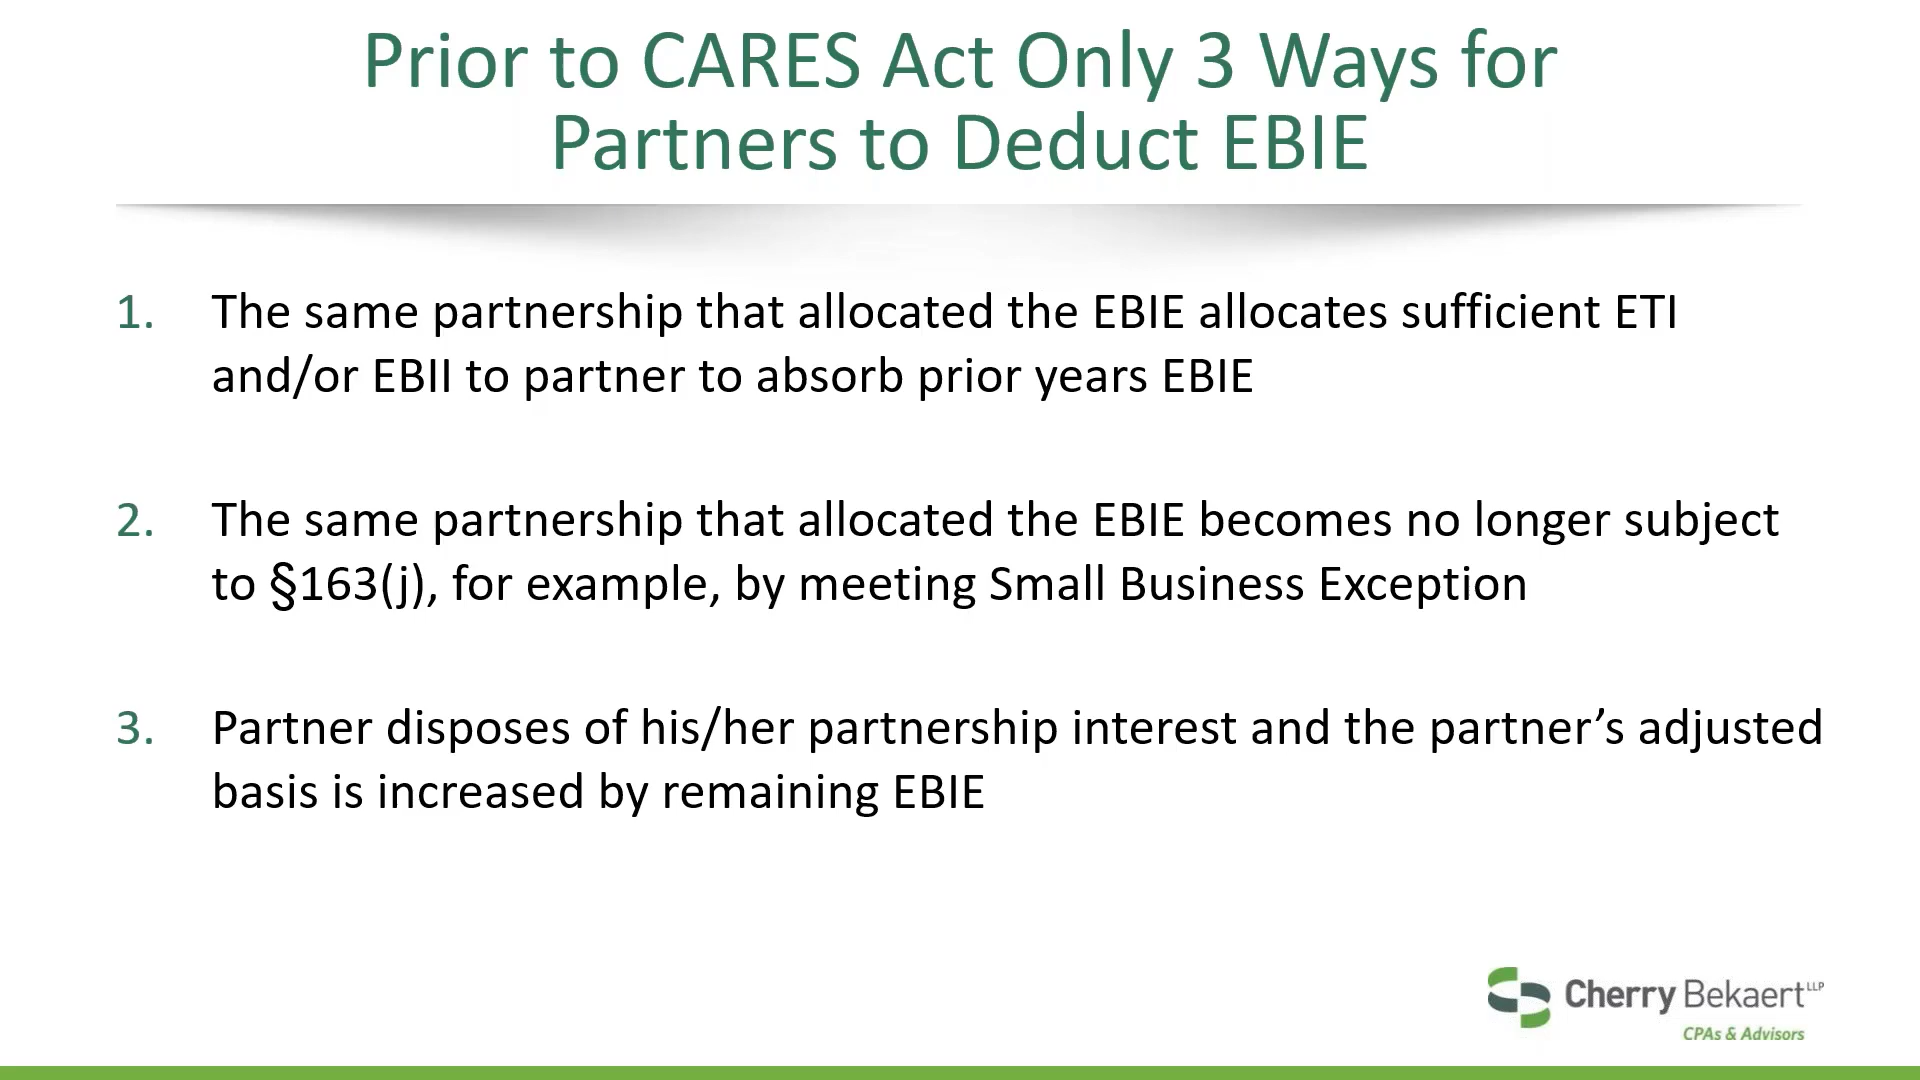 Prior to CARES Act Only 3 Ways for
Partners to Deduct EBIE
1. The same partnership that allocated the EBIE allocates sufficient ETI
and/or EBII to partner to absorb prior years EBIE
2. The same partnership that allocated the EBIE becomes no longer subject
to §163(j), for example, by meeting Small Business Exception
3. Partner disposes of his/her partnership interest and the partner’s adjusted
basis is increased by remaining EBIE
Cherry Bekaert LLP
CPAs & Advisors